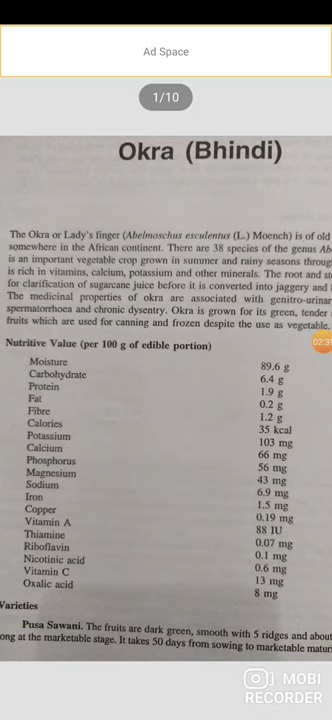 Ad Space
1/10
Okra (Bhindi)
The Okra or Lady's finger (Abelmoschus esculentus (L.) Moench) is of old
somewhere in the African continent. There are 38 species of the genus
is an important vegetable crop grown in summer and rainy seasons
is rich in vitamins, calcium, potassium and other minerals. The root and
for clarification of sugarcane juice before it is converted into jaggery and
The medicinal properties of okra are associated with
spermatorrhoea and chronic dysentry. Okra is grown for its green, tender
fruits which are used for canning and frozen despite the use as vegetable.
Nutritive Value (per 100 g of edible portion)
Moisture 89.6 g
Carbohydrate 6.4 g
Protein 1.9 g
Fat 0.2 g
Fibre 1.2 g
Calories 35 kcal
Potassium 103 mg
Calcium 66 mg
Phosphorus 56 mg
Magnesium 43 mg
Sodium 6.9 mg
Iron 1.5 mg
Copper 0.19 mg
Vitamin A 88 IU
Thiamine 0.07 mg
Riboflavin 0.1 mg
Nicotinic acid 0.6 mg
Vitamin C 13 mg
Oxalic acid 8 mg
Varieties
Pusa Sawani. The fruits are dark green, smooth with 5 ridges and about
ong at the marketable stage. It takes 50 days from sowing to marketable
MOBI
RECORDER